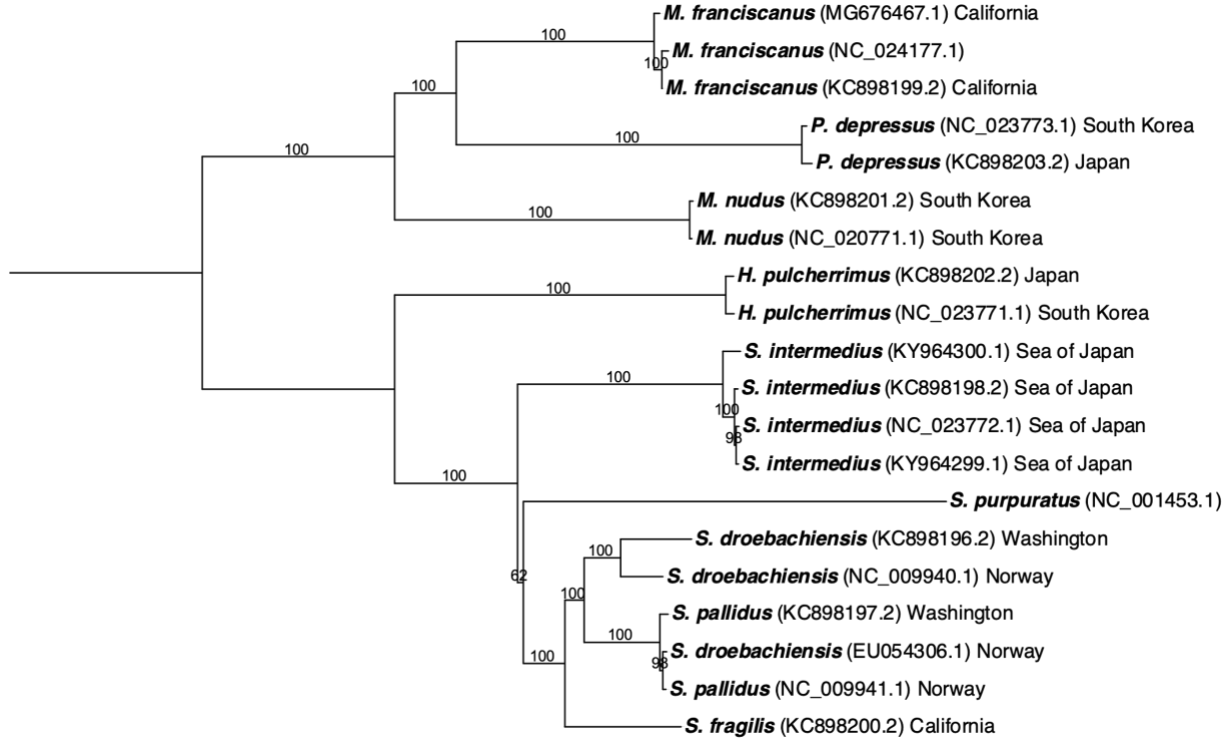 M. franciscanus (MG676467.1) California
100
M. franciscanus (NC_024177.1)
100
100
M. franciscanus (KC898199.2) California
P. depressus (NC_023773.1) South Korea
100
100
P. depressus (KC898203.2) Japan
M. nudus (KC898201.2) South Korea
100
M. nudus (NC_020771.1) South Korea
H. pulcherrimus (KC898202.2) Japan
100
H. pulcherrimus (NC_023771.1) South Korea
S. intermedius (KY964300.1) Sea of Japan
100
S. intermedius (KC898198.2) Sea of Japan
100
S. intermedius (NC_023772.1) Sea of Japan
98
S. intermedius (KY964299.1) Sea of Japan
100
S. purpuratus (NC_001453.1)
S. droebachiensis (KC898196.2) Washington
100
62
S. droebachiensis (NC_009940.1) Norway
100
S. pallidus (KC898197.2) Washington
100
S. droebachiensis (EU054306.1) Norway
100
98
S. pallidus (NC_009941.1) Norway
S. fragilis (KC898200.2) California